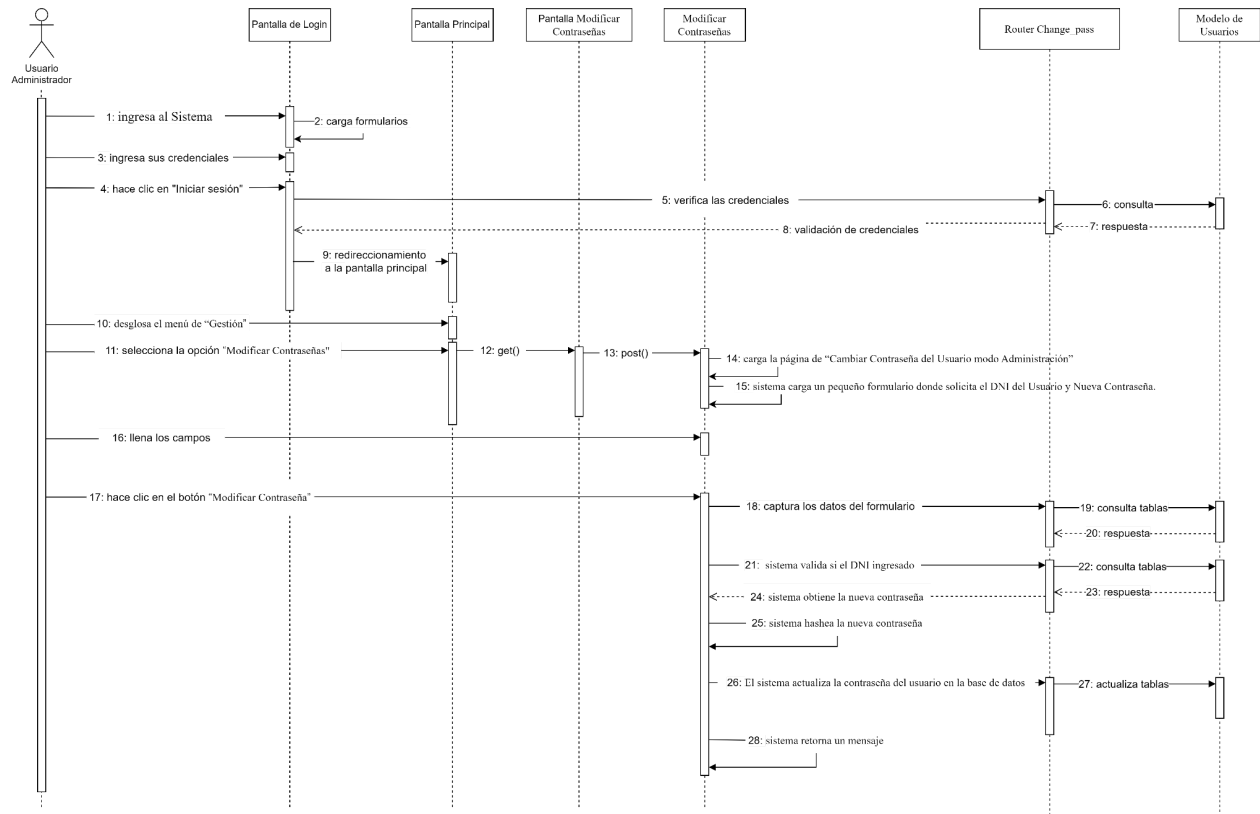 Pantalla de Login
Pantalla Principal
Pantalla Modificar
Contraseñas
Modificar
Contraseñas
Router Change_pass
Modelo de
Usuarios
Usuario
Administrador
1: ingresa al Sistema
2: carga formularios
3: ingresa sus credenciales
4: hace clic en "Iniciar sesión"
5: verifica las credenciales
6: consulta
7: respuesta
8: validación de credenciales
9: redireccionamiento
a la pantalla principal
10: desglosa el menú de “Gestión”
11: selecciona la opción "Modificar Contraseñas"
12: get()
13: post()
14: carga la página de “Cambiar Contraseña del Usuario modo Administración”
15: sistema carga un pequeño formulario donde solicita el DNI del Usuario y Nueva Contraseña.
16: llena los campos
17: hace clic en el botón “Modificar Contraseña”
18: captura los datos del formulario
19: consulta tablas
20: respuesta
21: sistema valida si el DNI ingresado
22: consulta tablas
23: respuesta
24: sistema obtiene la nueva contraseña
25: sistema hashea la nueva contraseña
26: El sistema actualiza la contraseña del usuario en la base de datos
27: actualiza tablas
28: sistema retorna un mensaje